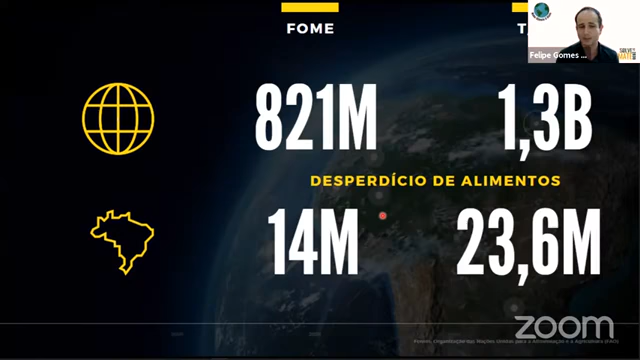 FOME
T
Felipe Gomes ...
821M
1,3B
DESPERDÍCIO DE ALIMENTOS
14M
23,6M
zoom